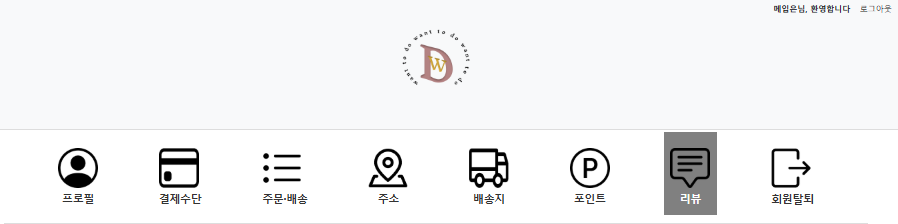 메입은님, 환영합니다 로그아웃
want to do want to do want to do
D
W
P
프로필 결제수단 주문·배송 주소 배송지 포인트 리뷰 회원탈퇴